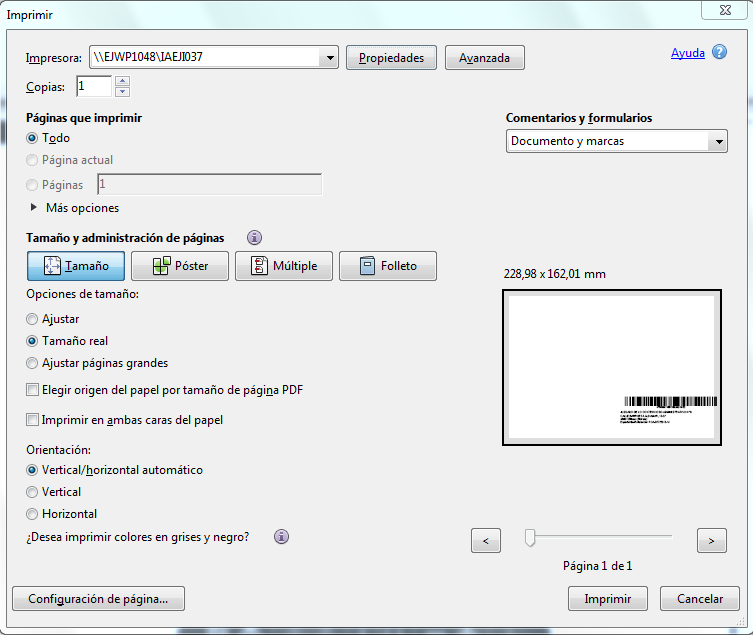 Imprimir
Impresora: \\EJWP1048\IAEJI037 Propiedades Avanzada Ayuda
Copias: 1
Páginas que imprimir
Comentarios y formularios
Todo
Documento y marcas
Página actual
Páginas 1
Más opciones
Tamaño y administración de páginas
Tamaño Póster Múltiple Folleto
228,98 x 162,01 mm
Opciones de tamaño:
Ajustar
Tamaño real
Ajustar páginas grandes
Elegir origen del papel por tamaño de página PDF
Imprimir en ambas caras del papel
Orientación:
Vertical/horizontal automático
Vertical
Horizontal
¿Desea imprimir colores en grises y negro?
< >
Página 1 de 1
Configuración de página... Imprimir Cancelar